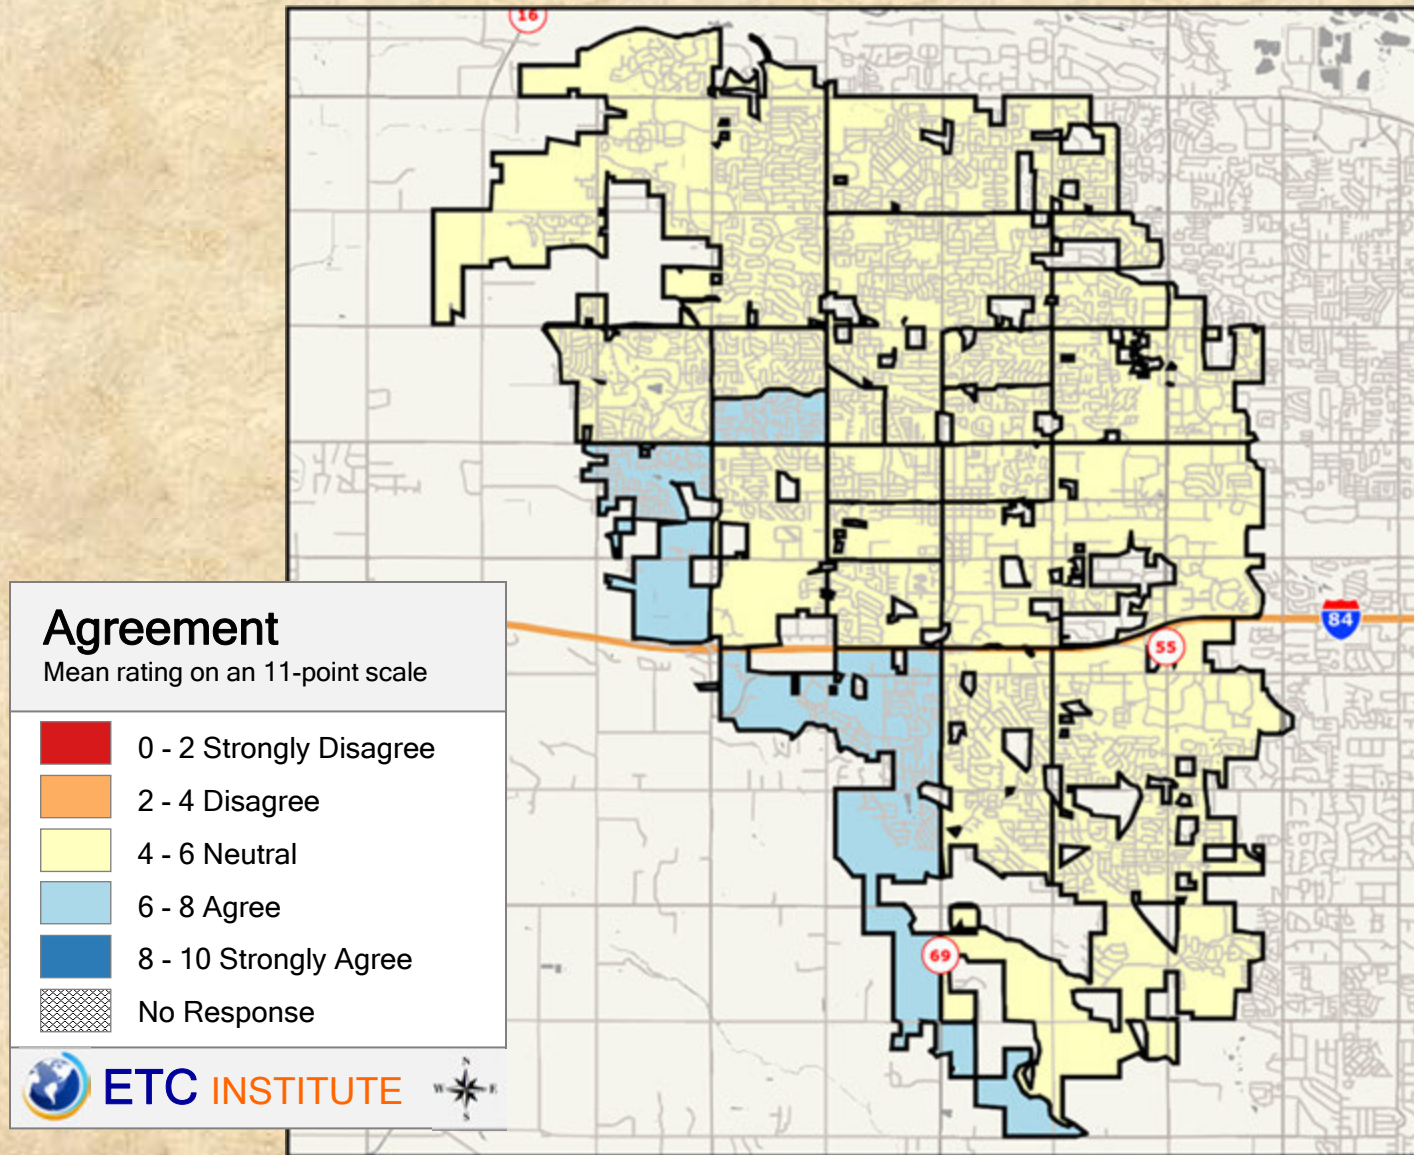 16
84
55
69
Agreement
Mean rating on an 11-point scale
0 - 2 Strongly Disagree
2 - 4 Disagree
4 - 6 Neutral
6 - 8 Agree
8 - 10 Strongly Agree
No Response
ETC INSTITUTE
N
W E
S